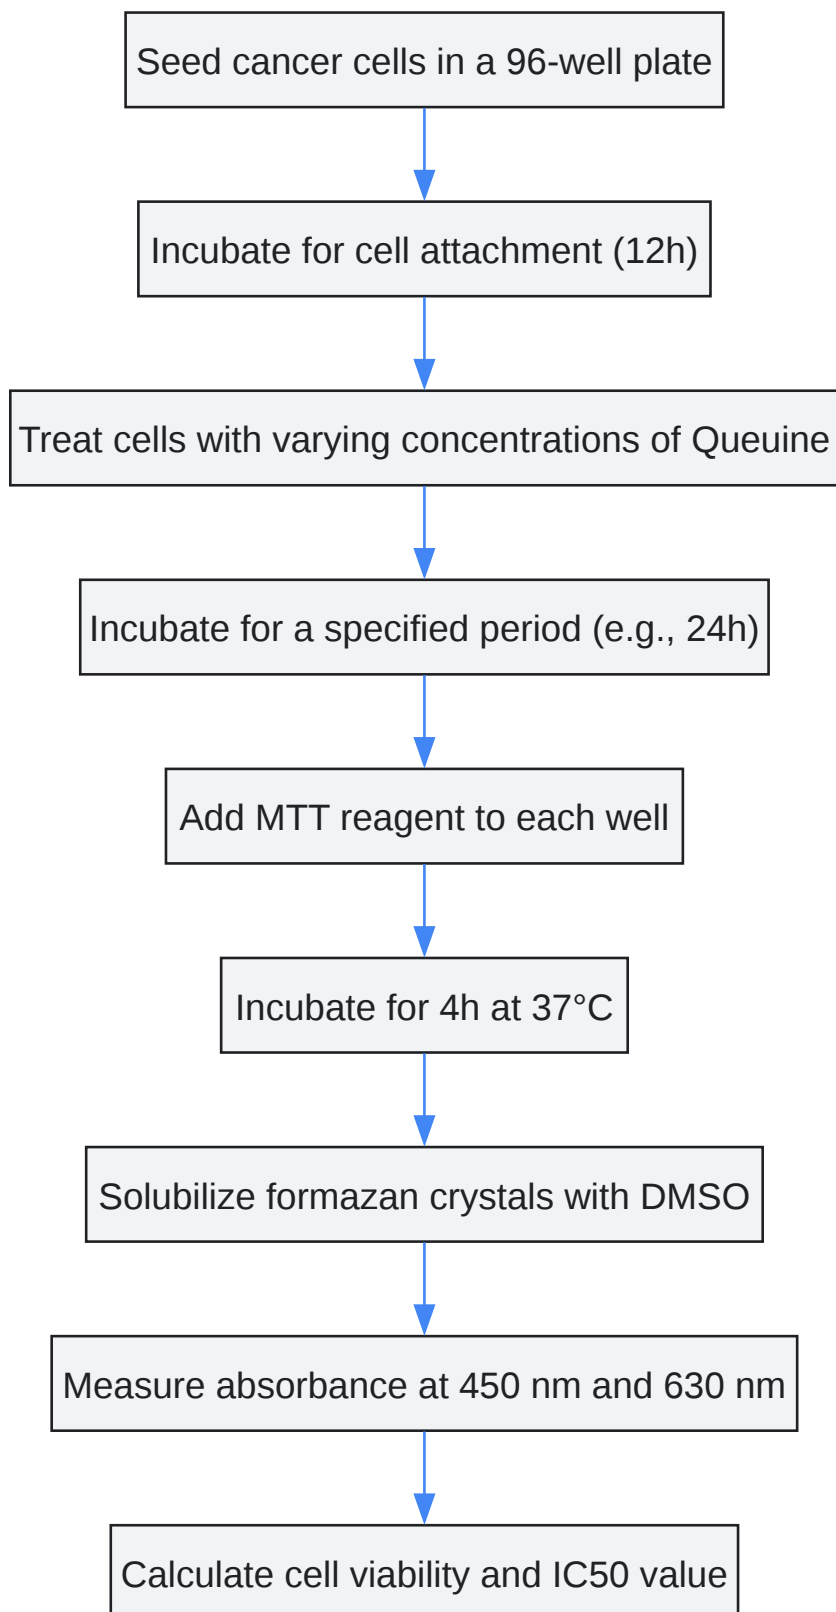 Seed cancer cells in a 96-well plate
Incubate for cell attachment (12h)
Treat cells with varying concentrations of Queuine
Incubate for a specified period (e.g., 24h)
Add MTT reagent to each well
Incubate for 4h at 37°C
Solubilize formazan crystals with DMSO
Measure absorbance at 450 nm and 630 nm
Calculate cell viability and IC50 value